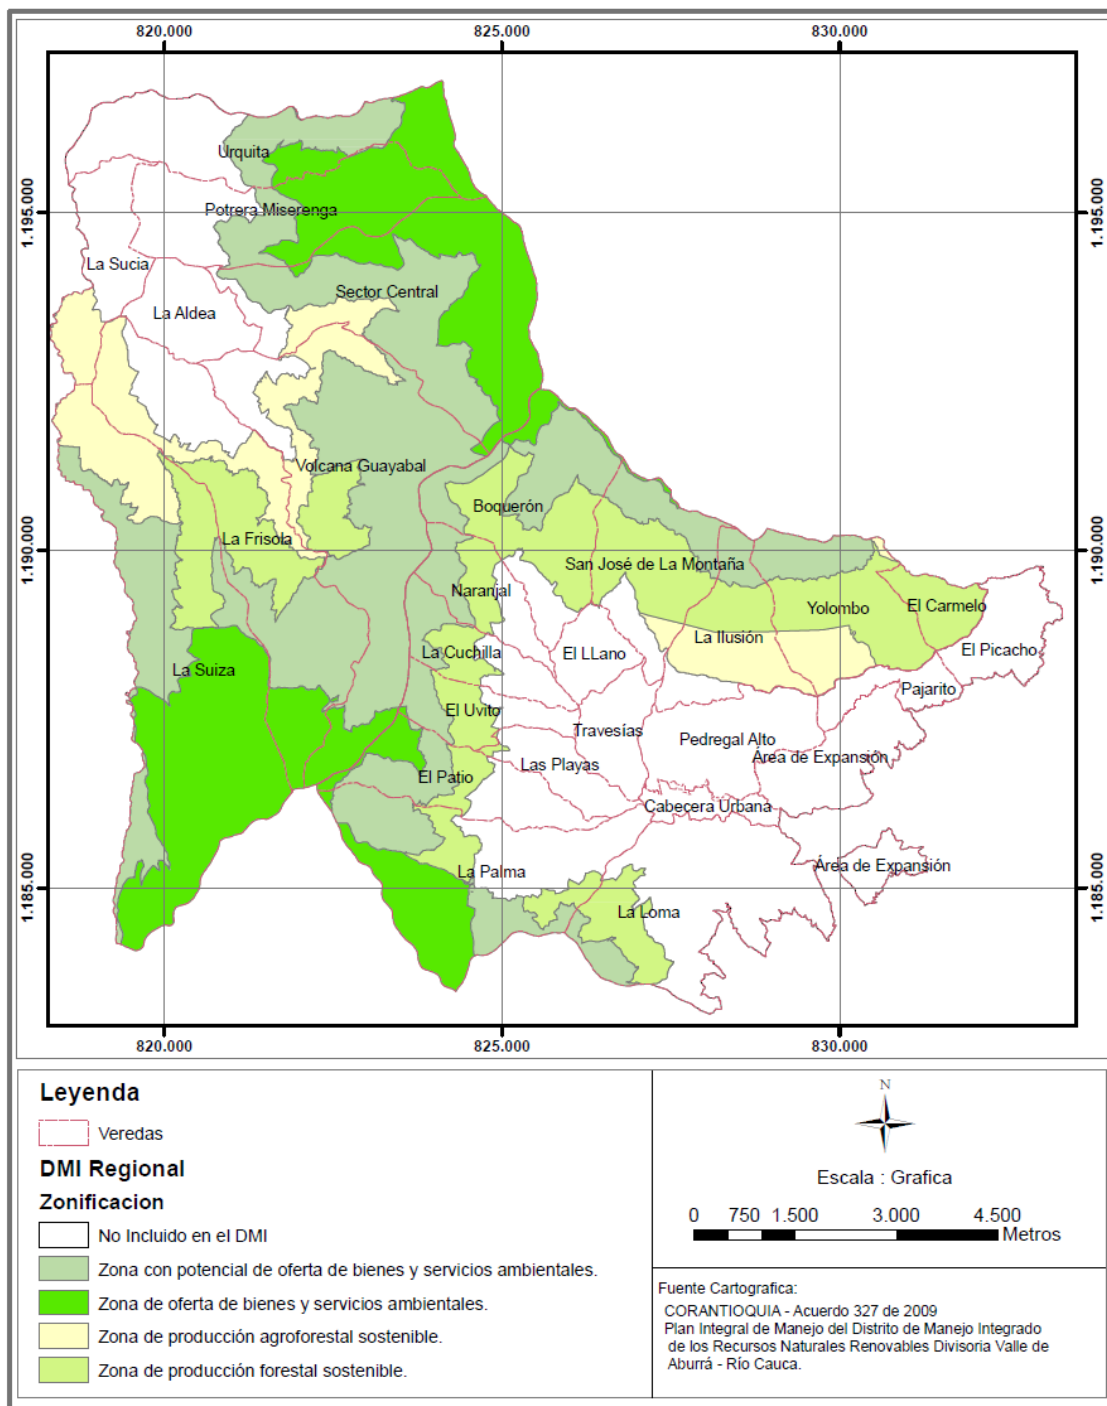 820.000
825.000
830.000
1.195.000
1.195.000
1.190.000
1.190.000
1.185.000
1.185.000
Urquita
Potrera Miserenga
La Sucia
Sector Central
La Aldea
Volcana Guayabal
Boquerón
La Frisola
San José de La Montaña
Naranjal
Yolombo
El Carmelo
La Ilusión
El Picacho
La Cuchilla
El LLano
La Suiza
Pajarito
El Uvito
Travesías
Pedregal Alto
Área de Expansión
Las Playas
El Patio
Cabecera Urbana
La Palma
Área de Expansión
La Loma
820.000
825.000
830.000
Leyenda
Veredas
DMI Regional
Zonificacion
No Incluido en el DMI
Zona con potencial de oferta de bienes y servicios ambientales.
Zona de oferta de bienes y servicios ambientales.
Zona de producción agroforestal sostenible.
Zona de producción forestal sostenible.
N
Escala : Grafica
0 750 1.500 3.000 4.500
Metros
Fuente Cartografica:
CORANTIOQUIA - Acuerdo 327 de 2009
Plan Integral de Manejo del Distrito de Manejo Integrado
de los Recursos Naturales Renovables Divisoria Valle de
Aburrá - Río Cauca.